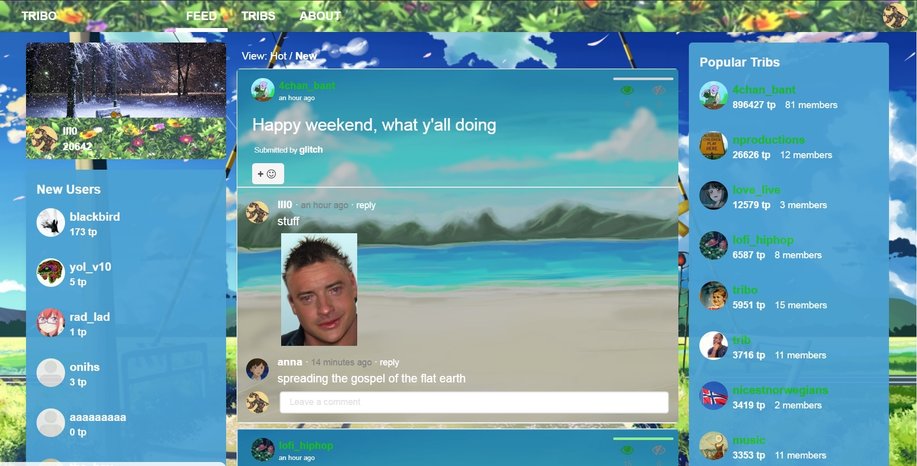 TRIBO FEED TRIBS ABOUT
lll0
20642
New Users
blackbird
173 tp
yol_v10
5 tp
rad_lad
1 tp
onihs
3 tp
aaaaaaaaa
0 tp
View: Hot / New
4chan_bant
an hour ago
Happy weekend, what y'all doing
Submitted by glitch
+
lll0 · an hour ago · reply
stuff
anna · 14 minutes ago · reply
spreading the gospel of the flat earth
Leave a comment
lofi_hiphop
an hour ago
Popular Tribs
4chan_bant
896427 tp 81 members
nproductions
26626 tp 12 members
love_live
12579 tp 3 members
lofi_hiphop
6587 tp 8 members
tribo
5951 tp 15 members
trib
3716 tp 11 members
nicestnorwegians
3419 tp 2 members
music
3353 tp 11 members